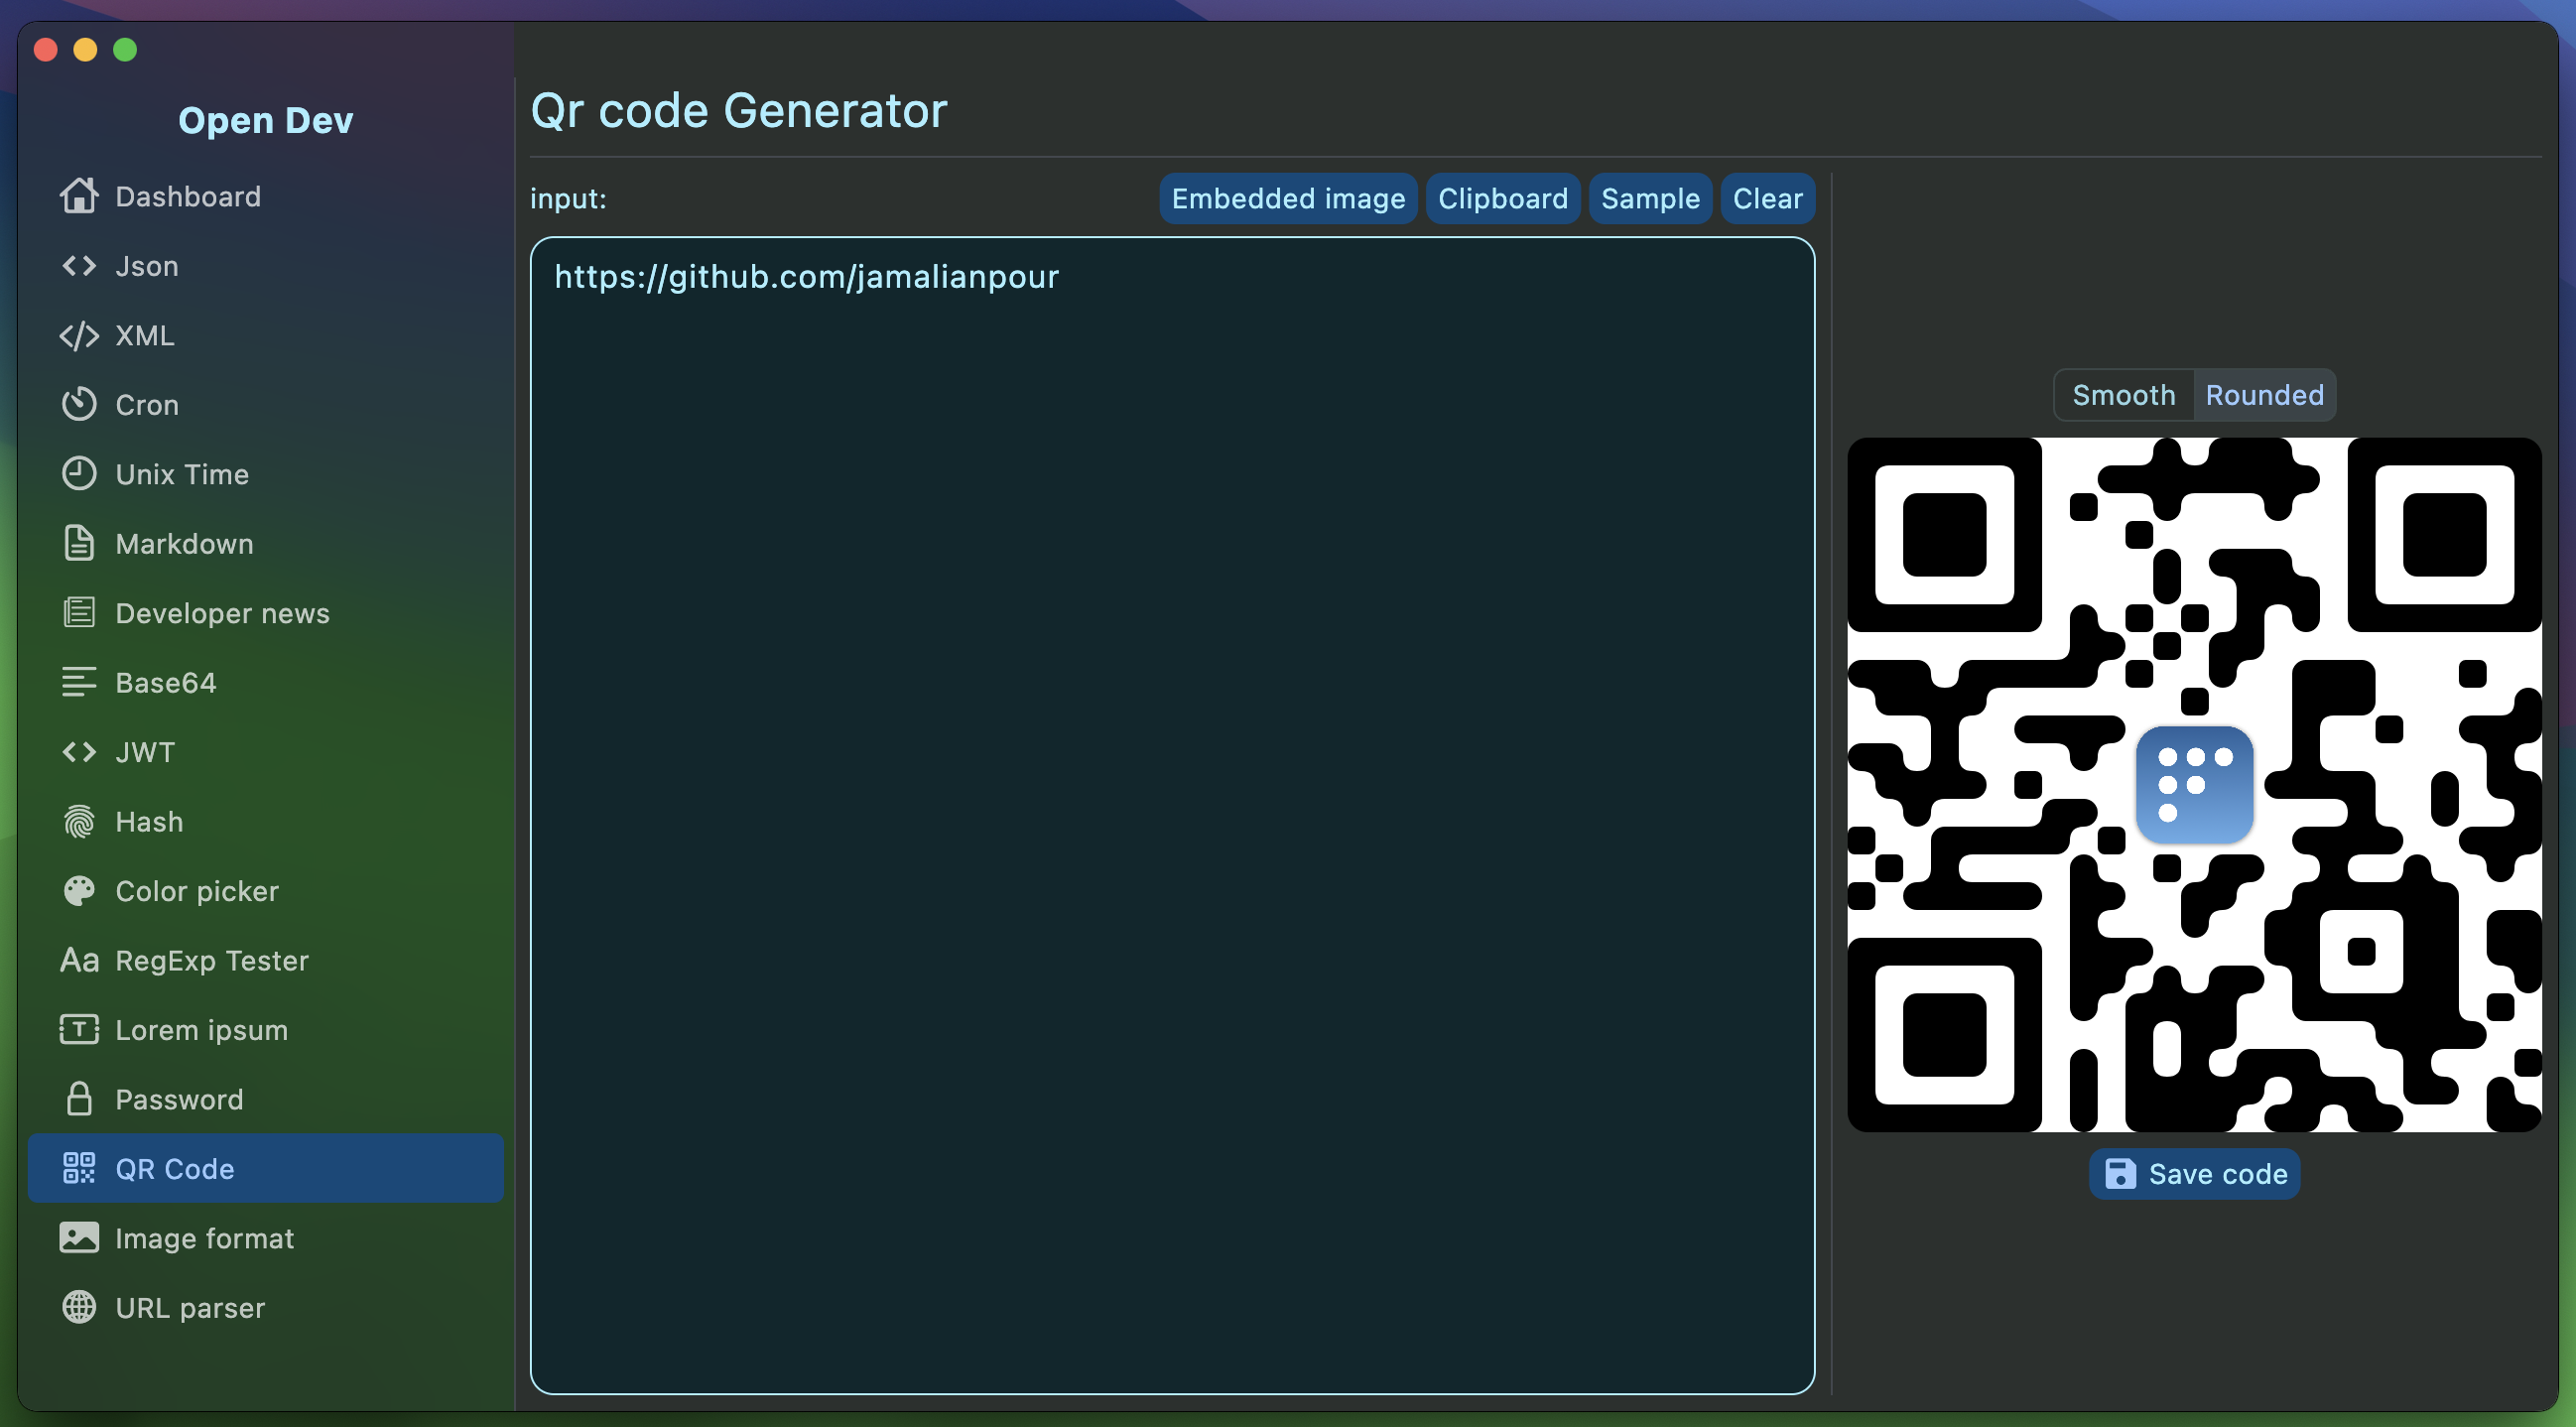 Open Dev
Dashboard
Json
XML
Cron
Unix Time
Markdown
Developer news
Base64
JWT
Hash
Color picker
Aa RegExp Tester
T Lorem ipsum
Password
QR Code
Image format
URL parser
Qr code Generator
input: Embedded image Clipboard Sample Clear
https://github.com/jamalianpour
Smooth Rounded
Save code